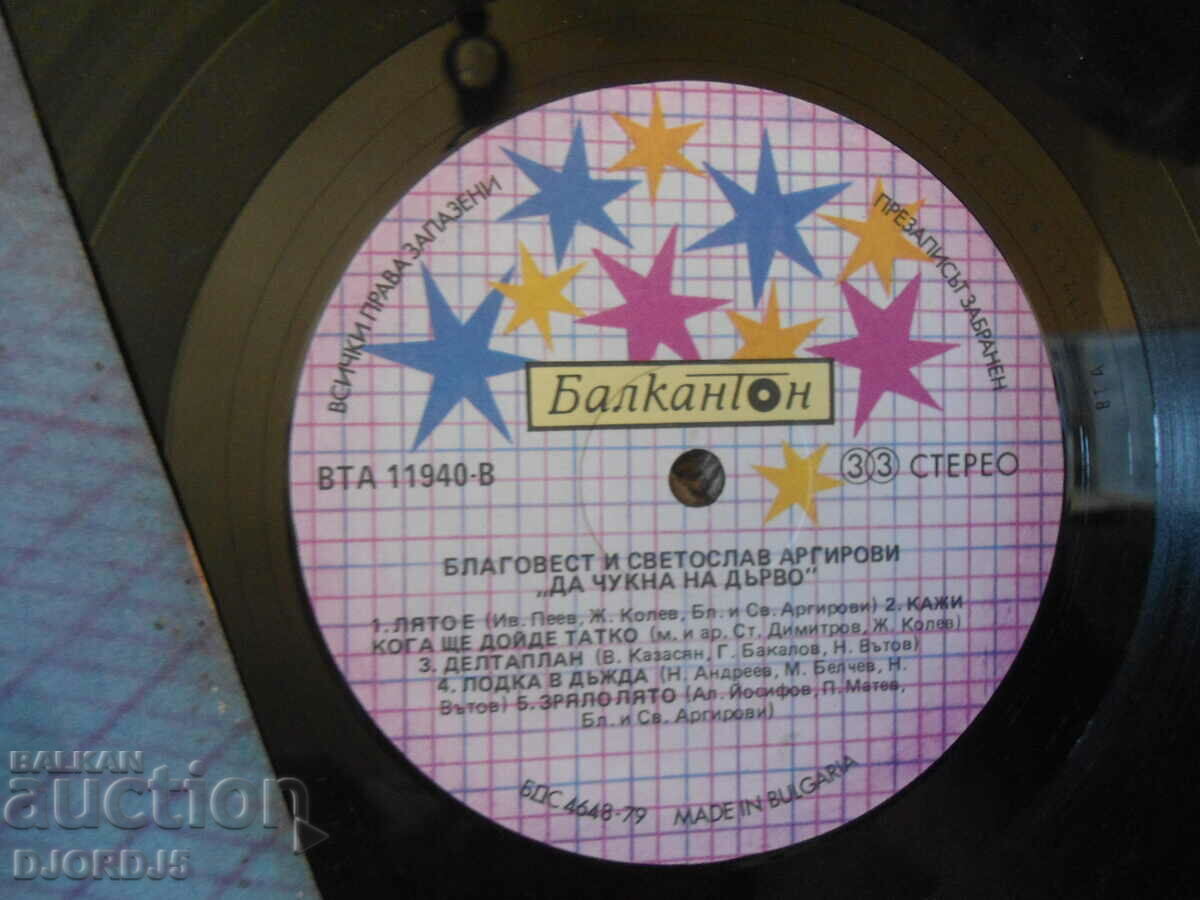 ВСИЧКИ ПРАВА ЗАПАЗЕНИ
ПРЕЗАПИСЪТ ЗАБРАНЕН
Балкантон
ВТА 11940-В
33 СТЕРЕО
БЛАГОВЕСТ И СВЕТОСЛАВ АРГИРОВИ
„ДА ЧУКНА НА ДЪРВО"
1. ЛЯТО Е (Ив. Пеев, Ж. Колев, Бл. и Св. Аргирови) 2. КАЖИ
КОГА ЩЕ ДОЙДЕ ТАТКО (м. и ар. Ст. Димитров, Ж. Колев)
3. ДЕЛТАПЛАН (В. Казасян, Г. Бакалов, Н. Вътов)
4. ЛОДКА В ДЪЖДА (Н. Андреев, М. Белчев, Н.
Вътов) 5. ЗРЯЛО ЛЯТО (Ал. Йосифов, П. Матев,
Бл. и Св. Аргирови)
БДС 4648-79 MADE IN BULGARIA
BALKAN
auction
DJORDJ5